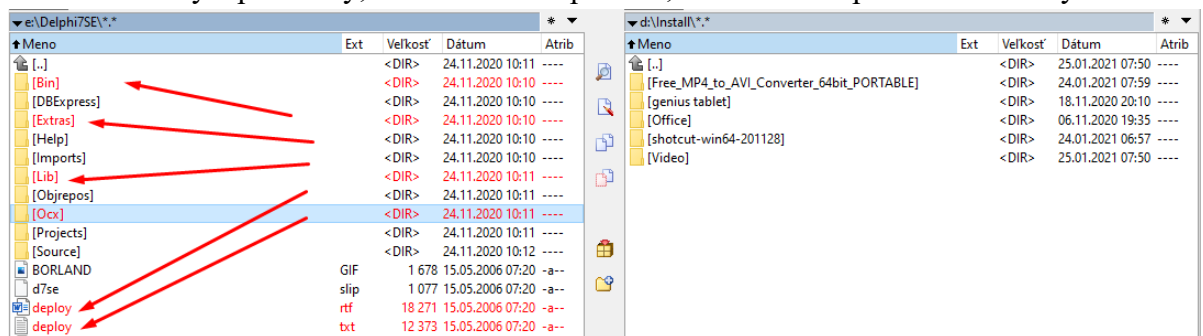 e:\Delphi7SE\*.* * ▼
Meno Ext Veľkosť Dátum Atrib
[..] <DIR> 24.11.2020 10:11 ----
[Bin] <DIR> 24.11.2020 10:10 ----
[DBExpress] <DIR> 24.11.2020 10:10 ----
[Extras] <DIR> 24.11.2020 10:10 ----
[Help] <DIR> 24.11.2020 10:10 ----
[Imports] <DIR> 24.11.2020 10:10 ----
[Lib] <DIR> 24.11.2020 10:11 ----
[Objrepos] <DIR> 24.11.2020 10:11 ----
[Ocx] <DIR> 24.11.2020 10:11 ----
[Projects] <DIR> 24.11.2020 10:11 ----
[Source] <DIR> 24.11.2020 10:12 ----
BORLAND GIF 1 678 15.05.2006 07:20 -a--
d7se slip 1 077 15.05.2006 07:20 -a--
deploy rtf 18 271 15.05.2006 07:20 -a--
deploy txt 12 373 15.05.2006 07:20 -a--
d:\Install\*.* * ▼
Meno Ext Veľkosť Dátum Atrib
[..] <DIR> 25.01.2021 07:50 ----
[Free_MP4_to_AVI_Converter_64bit_PORTABLE] <DIR> 24.01.2021 07:59 ----
[genius tablet] <DIR> 18.11.2020 20:10 ----
[Office] <DIR> 06.11.2020 19:35 ----
[shotcut-win64-201128] <DIR> 24.01.2021 06:57 ----
[Video] <DIR> 25.01.2021 07:50 ----